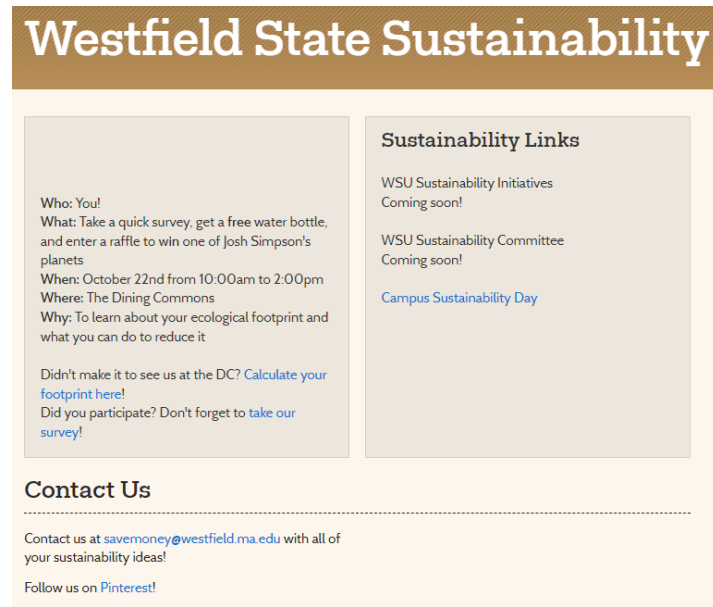 Westfield State Sustainability
Who: You!
What: Take a quick survey, get a free water bottle,
and enter a raffle to win one of Josh Simpson's
planets
When: October 22nd from 10:00am to 2:00pm
Where: The Dining Commons
Why: To learn about your ecological footprint and
what you can do to reduce it
Didn't make it to see us at the DC? Calculate your
footprint here!
Did you participate? Don't forget to take our
survey!
Sustainability Links
WSU Sustainability Initiatives
Coming soon!
WSU Sustainability Committee
Coming soon!
Campus Sustainability Day
Contact Us
Contact us at savemoney@westfield.ma.edu with all of
your sustainability ideas!
Follow us on Pinterest!